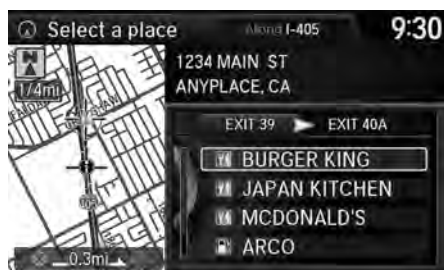 Select a place
Along I-405
9:30
N
1/4mi
1234 MAIN ST
ANYPLACE, CA
EXIT 39
EXIT 40A
BURGER KING
JAPAN KITCHEN
MCDONALD'S
ARCO
0.3mi